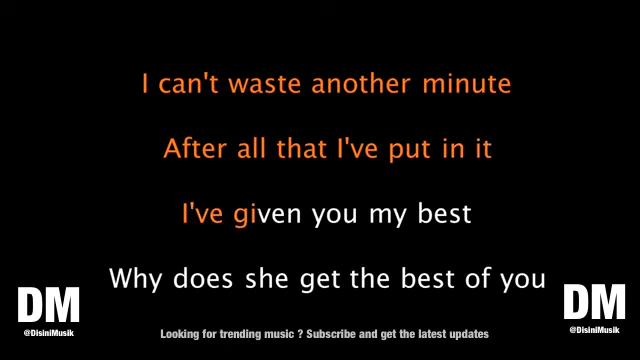 I can't waste another minute
After all that I've put in it
I've given you my best
Why does she get the best of you
DM
@DisiniMusik
DM
@DisiniMusik
Looking for trending music ? Subscribe and get the latest updates